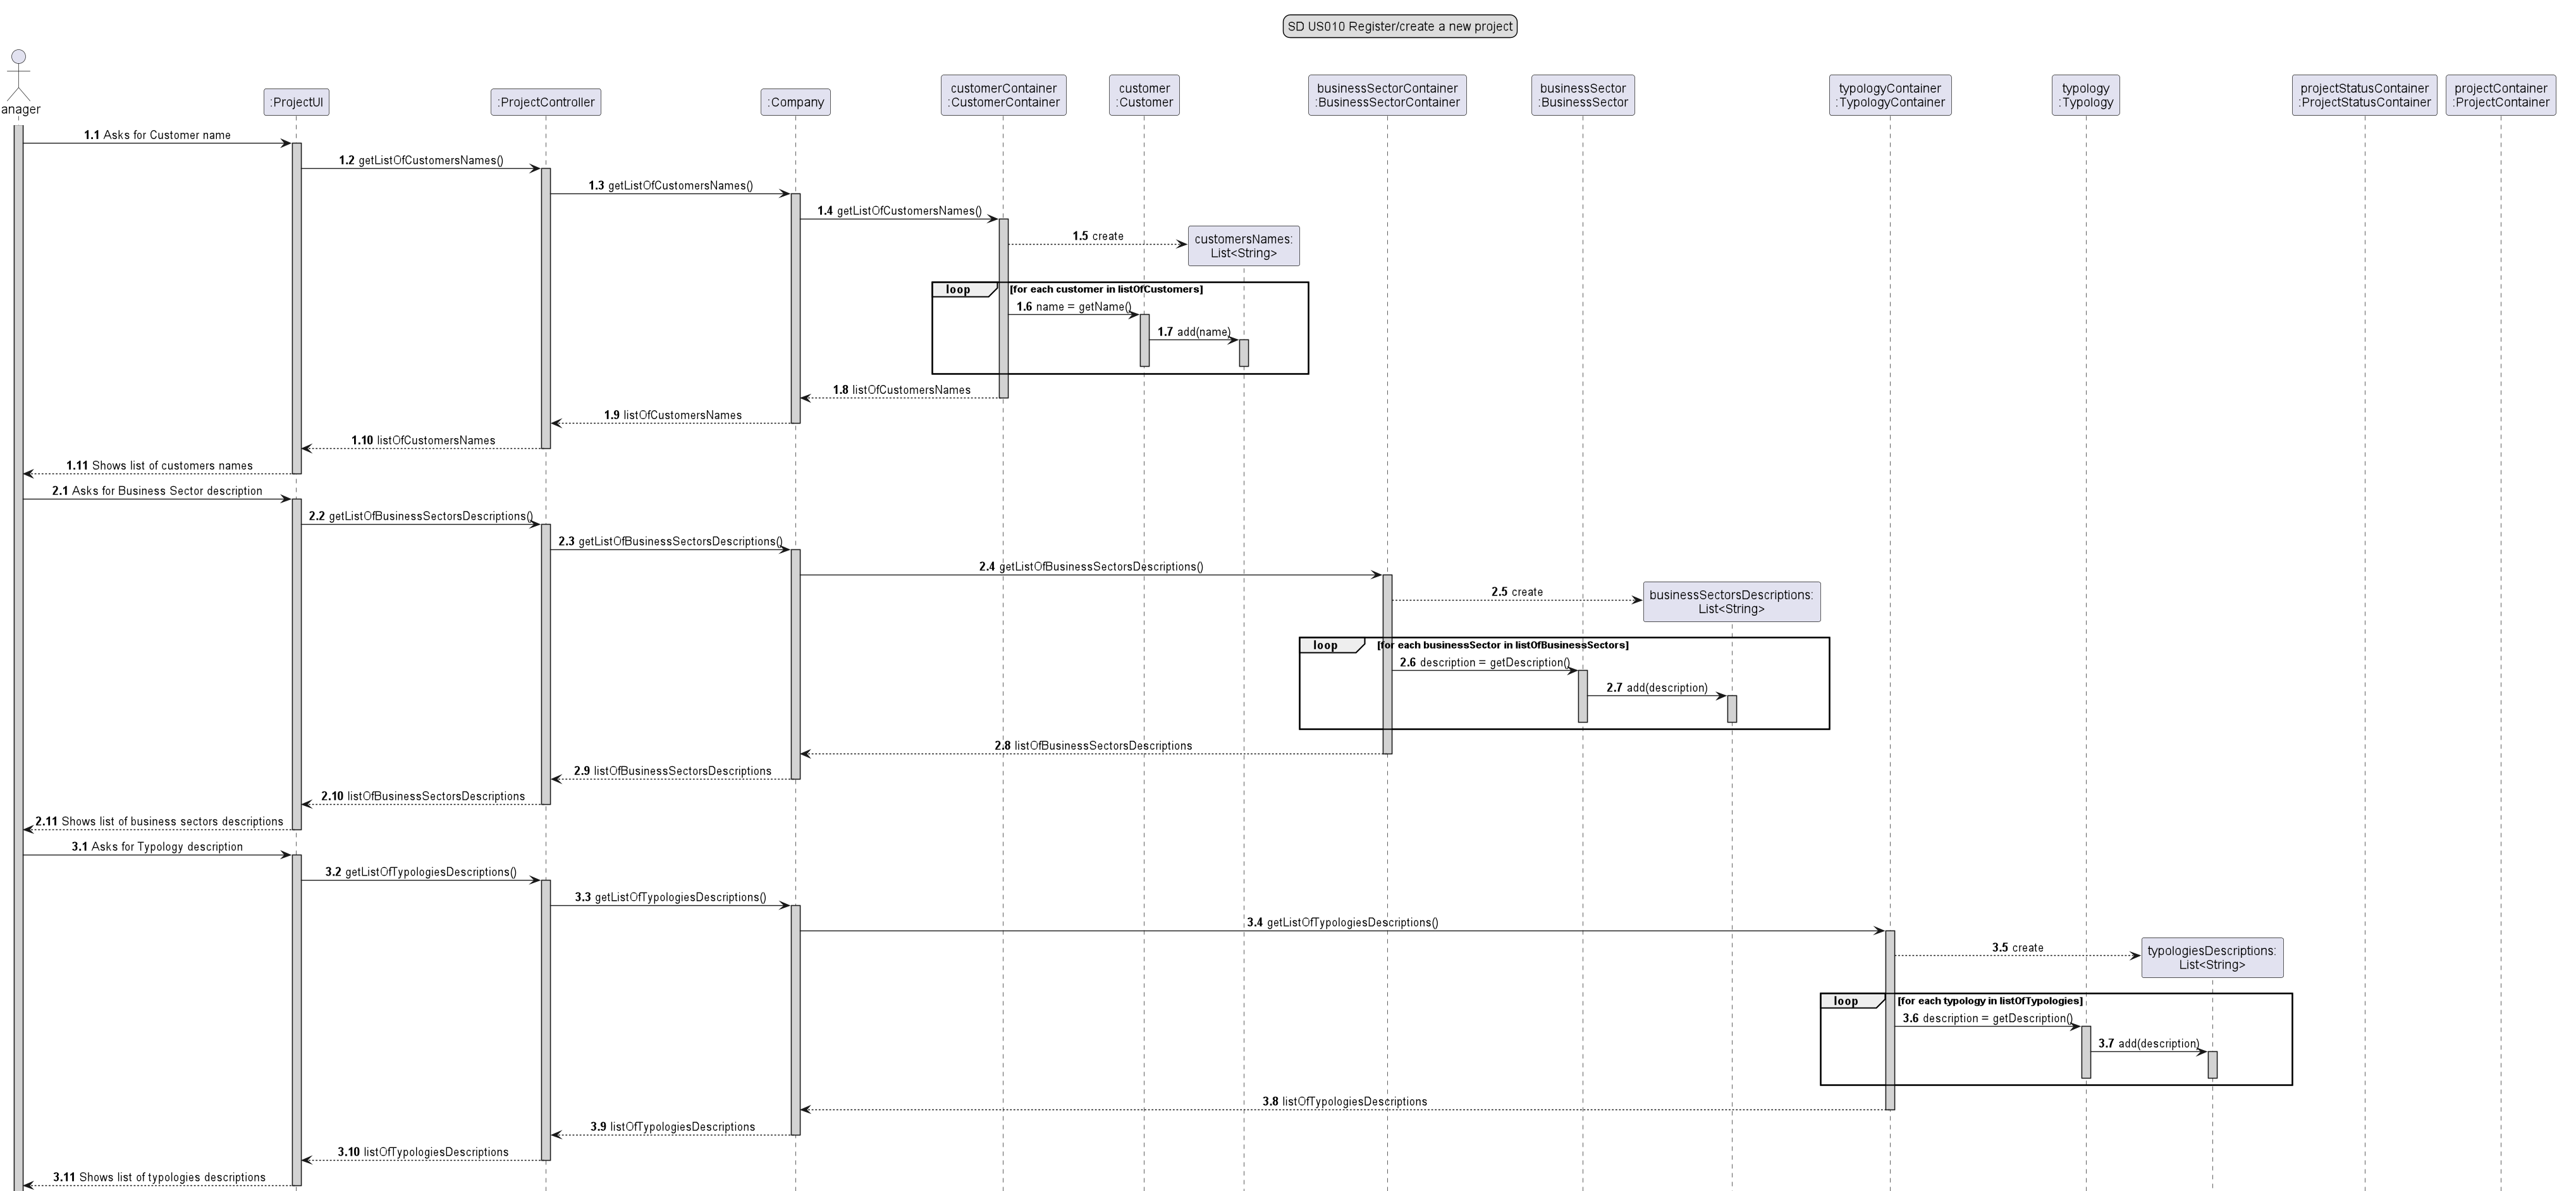 SD US010 Register/create a new project
anager
:ProjectUI
:ProjectController
:Company
customerContainer
:CustomerContainer
customer
:Customer
businessSectorContainer
:BusinessSectorContainer
businessSector
:BusinessSector
typologyContainer
:TypologyContainer
typology
:Typology
projectStatusContainer
:ProjectStatusContainer
projectContainer
:ProjectContainer
1.1 Asks for Customer name
1.2 getListOfCustomersNames()
1.3 getListOfCustomersNames()
1.4 getListOfCustomersNames()
1.5 create
customersNames:
List<String>
loop [for each customer in listOfCustomers]
1.6 name = getName()
1.7 add(name)
1.8 listOfCustomersNames
1.9 listOfCustomersNames
1.10 listOfCustomersNames
1.11 Shows list of customers names
2.1 Asks for Business Sector description
2.2 getListOfBusinessSectorsDescriptions()
2.3 getListOfBusinessSectorsDescriptions()
2.4 getListOfBusinessSectorsDescriptions()
2.5 create
businessSectorsDescriptions:
List<String>
loop [for each businessSector in listOfBusinessSectors]
2.6 description = getDescription()
2.7 add(description)
2.8 listOfBusinessSectorsDescriptions
2.9 listOfBusinessSectorsDescriptions
2.10 listOfBusinessSectorsDescriptions
2.11 Shows list of business sectors descriptions
3.1 Asks for Typology description
3.2 getListOfTypologiesDescriptions()
3.3 getListOfTypologiesDescriptions()
3.4 getListOfTypologiesDescriptions()
3.5 create
typologiesDescriptions:
List<String>
loop [for each typology in listOfTypologies]
3.6 description = getDescription()
3.7 add(description)
3.8 listOfTypologiesDescriptions
3.9 listOfTypologiesDescriptions
3.10 listOfTypologiesDescriptions
3.11 Shows list of typologies descriptions